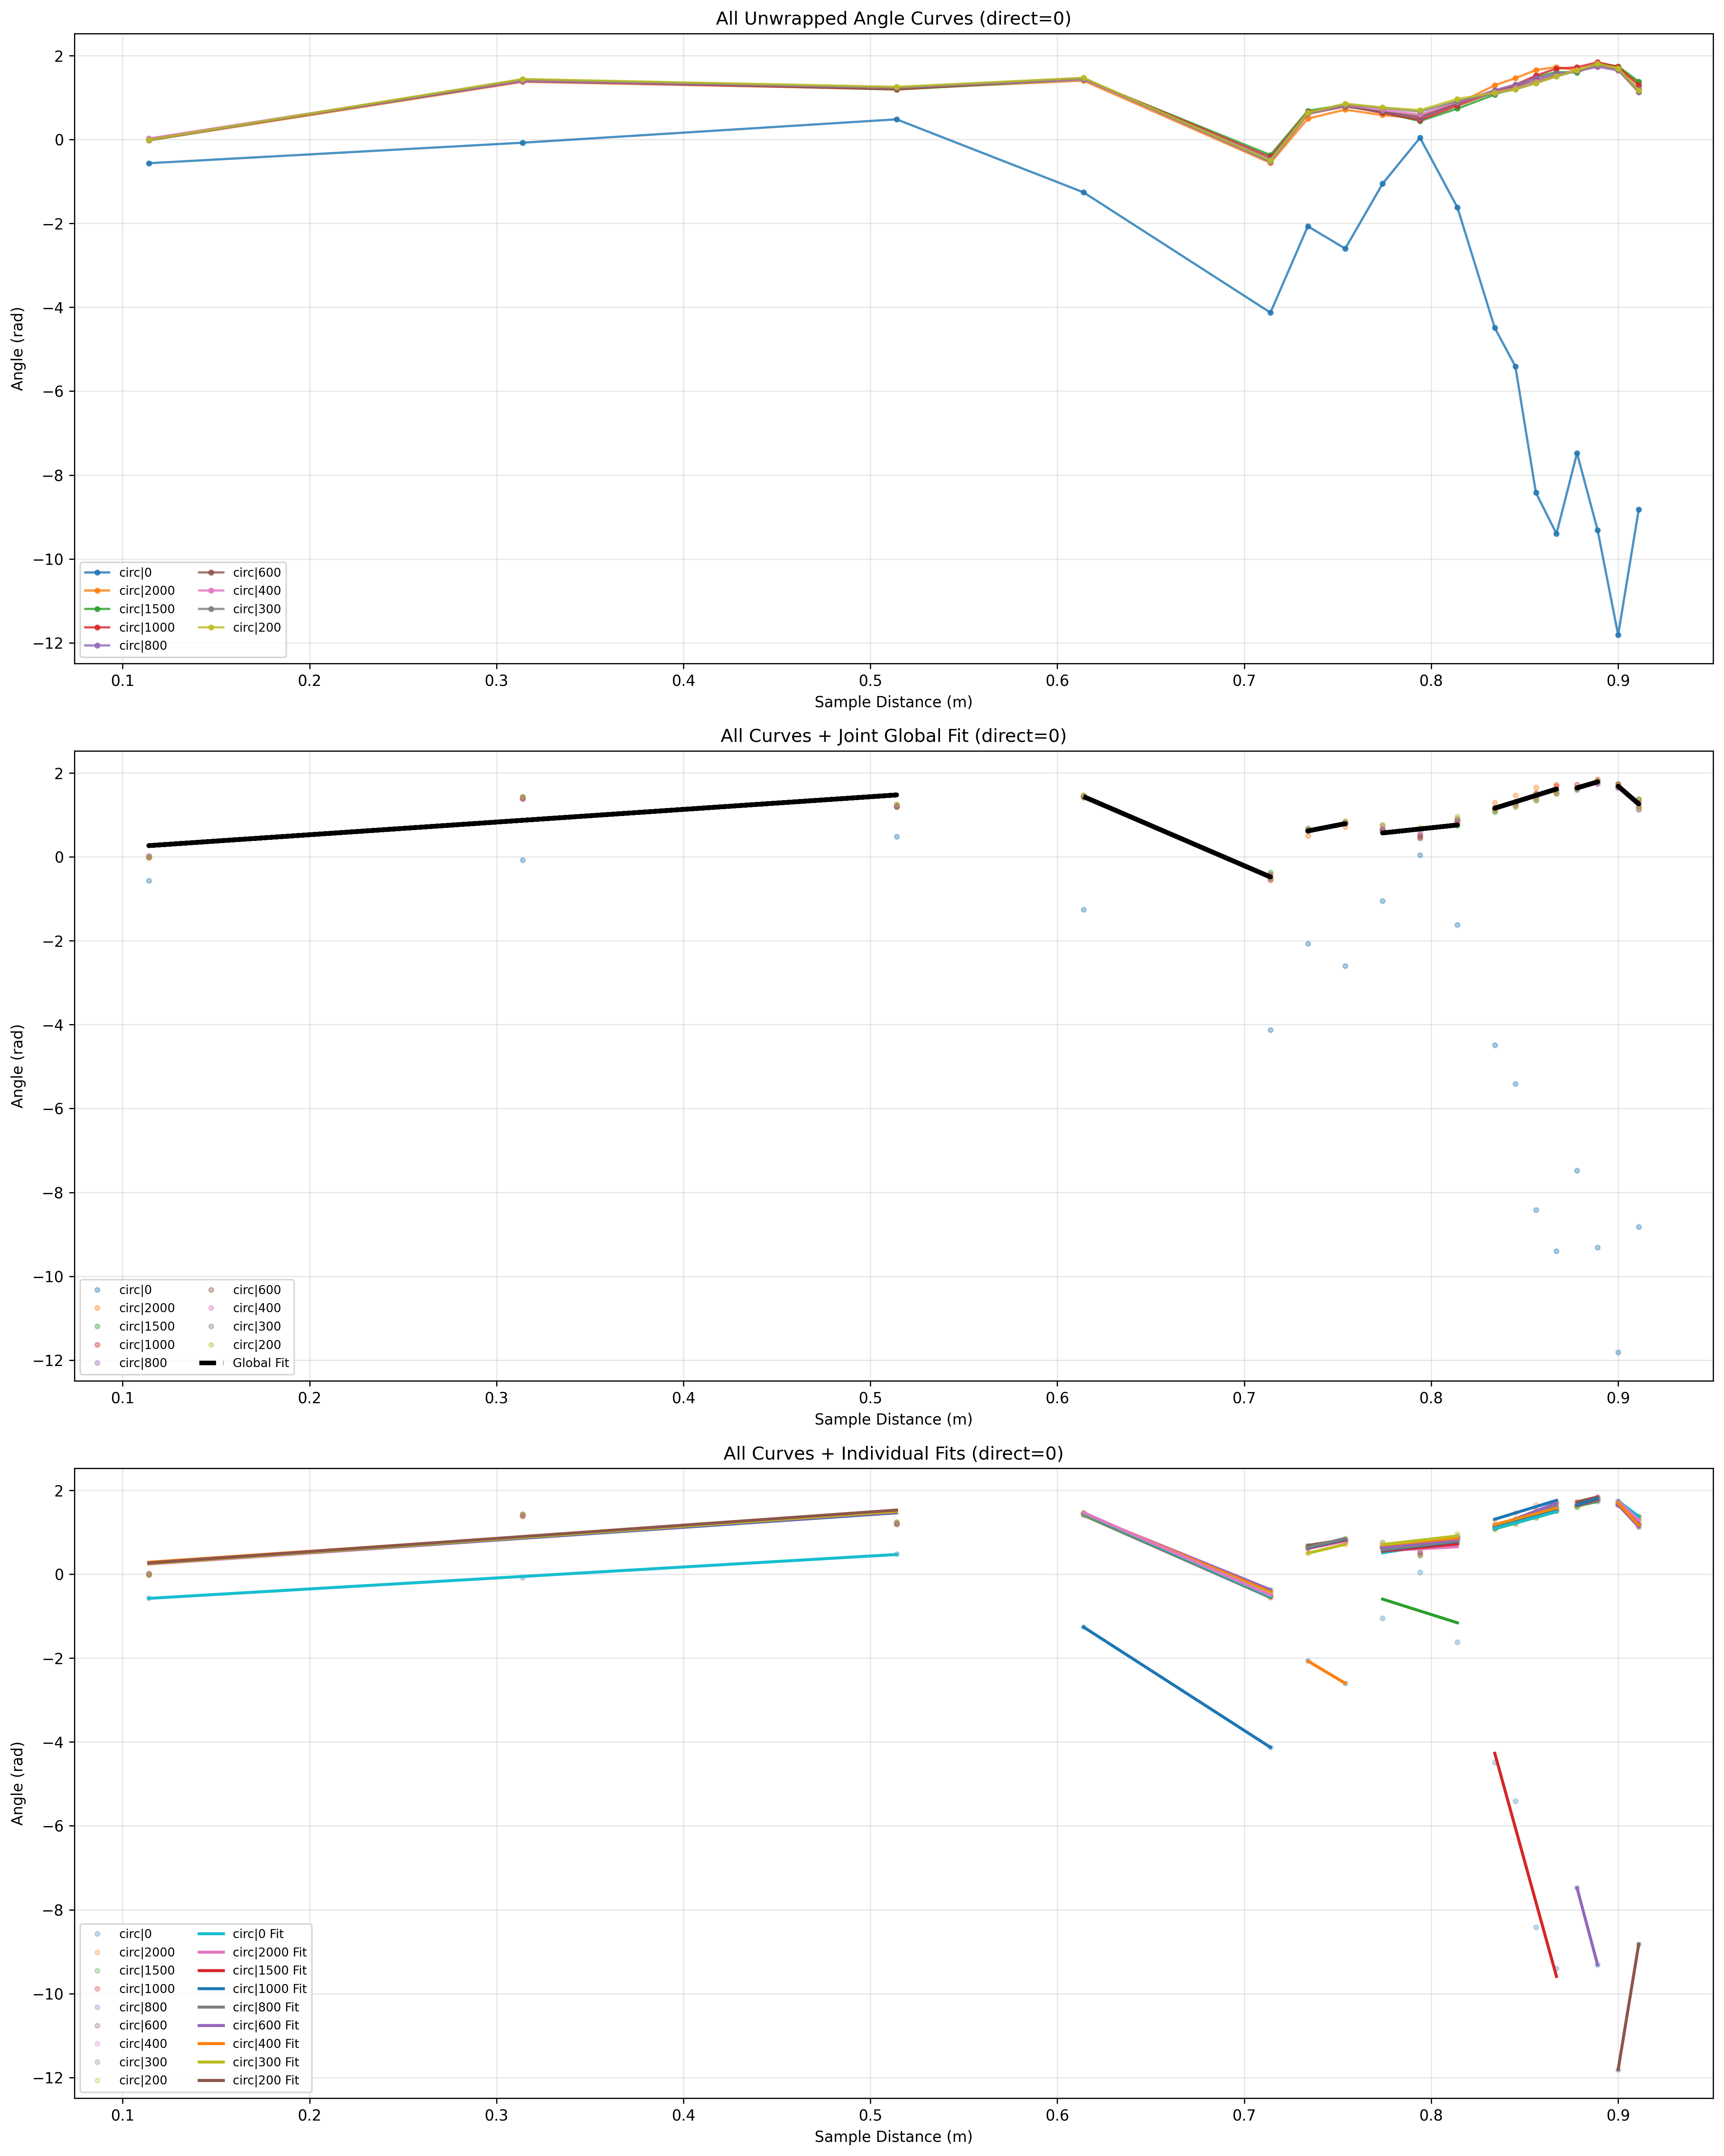 All Unwrapped Angle Curves (direct=0)
Angle (rad)
2
0
−2
−4
−6
−8
−10
−12
circ|0
circ|2000
circ|1500
circ|1000
circ|800
circ|600
circ|400
circ|300
circ|200
0.1 0.2 0.3 0.4 0.5 0.6 0.7 0.8 0.9
Sample Distance (m)
All Curves + Joint Global Fit (direct=0)
Angle (rad)
2
0
−2
−4
−6
−8
−10
−12
circ|0
circ|2000
circ|1500
circ|1000
circ|800
circ|600
circ|400
circ|300
circ|200
Global Fit
0.1 0.2 0.3 0.4 0.5 0.6 0.7 0.8 0.9
Sample Distance (m)
All Curves + Individual Fits (direct=0)
Angle (rad)
2
0
−2
−4
−6
−8
−10
−12
circ|0
circ|2000
circ|1500
circ|1000
circ|800
circ|600
circ|400
circ|300
circ|200
circ|0 Fit
circ|2000 Fit
circ|1500 Fit
circ|1000 Fit
circ|800 Fit
circ|600 Fit
circ|400 Fit
circ|300 Fit
circ|200 Fit
0.1 0.2 0.3 0.4 0.5 0.6 0.7 0.8 0.9
Sample Distance (m)